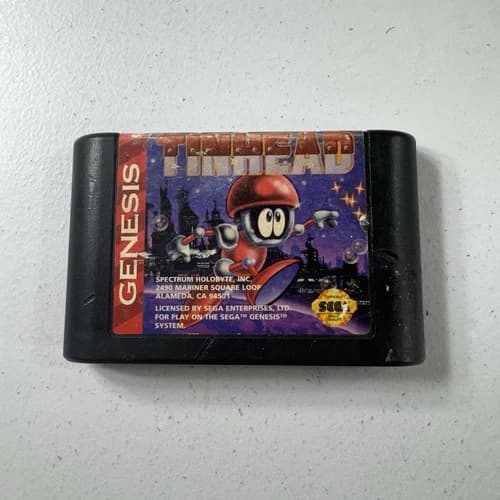 TINHEAD
GENESIS
SPECTRUM HOLOBYTE, INC.
2490 MARINER SQUARE LOOP
ALAMEDA, CA 94501
LICENSED BY SEGA ENTERPRISES, LTD.
FOR PLAY ON THE SEGA™ GENESIS™
SYSTEM.
SEGA